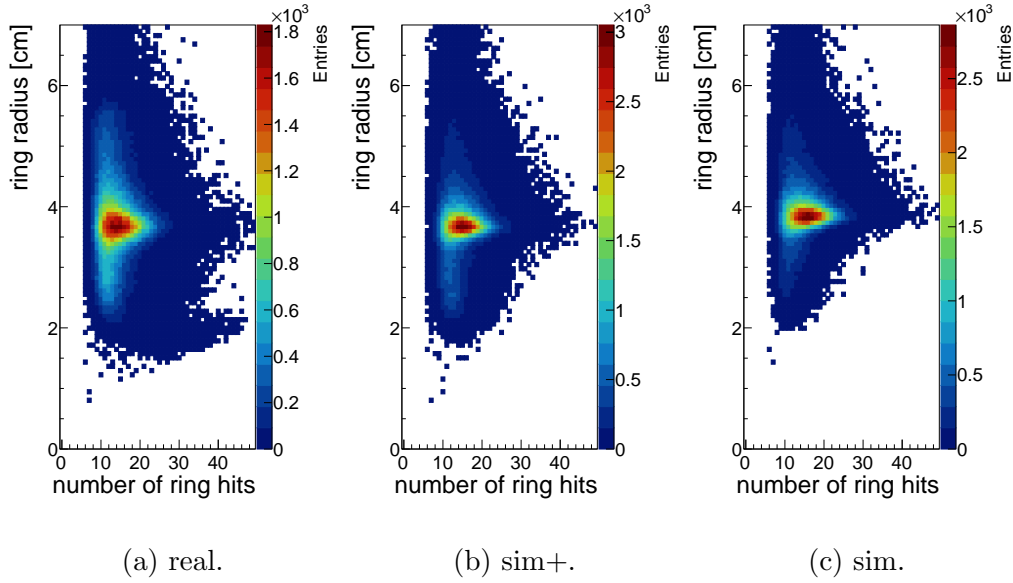 ×10³
ring radius [cm]
Entries
6
4
2
0
1.8
1.6
1.4
1.2
1
0.8
0.6
0.4
0.2
0
0 10 20 30 40
number of ring hits
(a) real.
×10³
ring radius [cm]
Entries
6
4
2
0
3
2.5
2
1.5
1
0.5
0
0 10 20 30 40
number of ring hits
(b) sim+.
×10³
ring radius [cm]
Entries
6
4
2
0
2.5
2
1.5
1
0.5
0
0 10 20 30 40
number of ring hits
(c) sim.